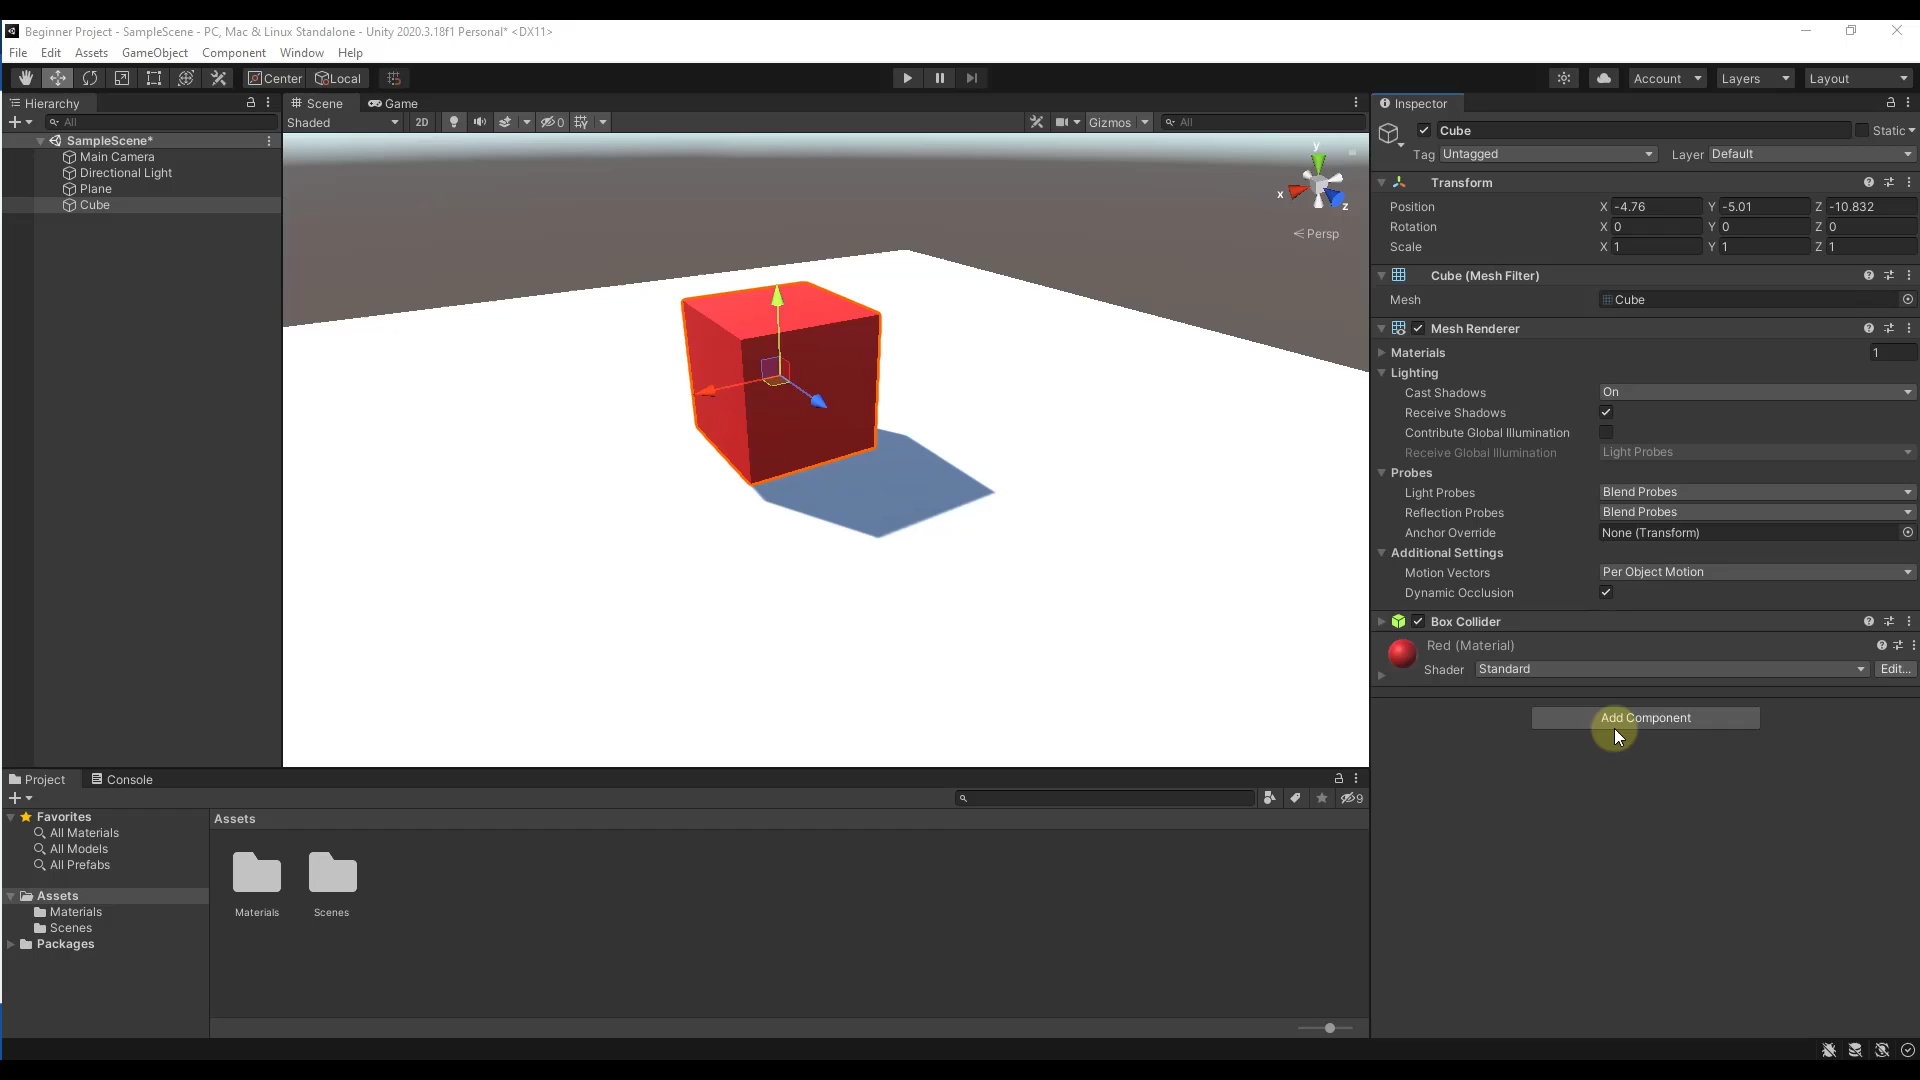 Beginner Project - SampleScene - PC, Mac & Linux Standalone - Unity 2020.3.18f1 Personal* <DX11>
File Edit Assets GameObject Component Window Help
Center Local Account Layers Layout
Hierarchy
All
SampleScene*
Main Camera
Directional Light
Plane
Cube
Scene Game
Shaded 2D 0 Gizmos All
y
x
z
Persp
Inspector
Cube Static
Tag Untagged Layer Default
Transform
Position X -4.76 Y -5.01 Z -10.832
Rotation X 0 Y 0 Z 0
Scale X 1 Y 1 Z 1
Cube (Mesh Filter)
Mesh Cube
Mesh Renderer
Materials 1
Lighting
Cast Shadows On
Receive Shadows
Contribute Global Illumination
Receive Global Illumination Light Probes
Probes
Light Probes Blend Probes
Reflection Probes Blend Probes
Anchor Override None (Transform)
Additional Settings
Motion Vectors Per Object Motion
Dynamic Occlusion
Box Collider
Red (Material)
Shader Standard Edit...
Add Component
Project Console
9
Favorites
All Materials
All Models
All Prefabs
Assets
Materials
Scenes
Packages
Assets
Materials Scenes